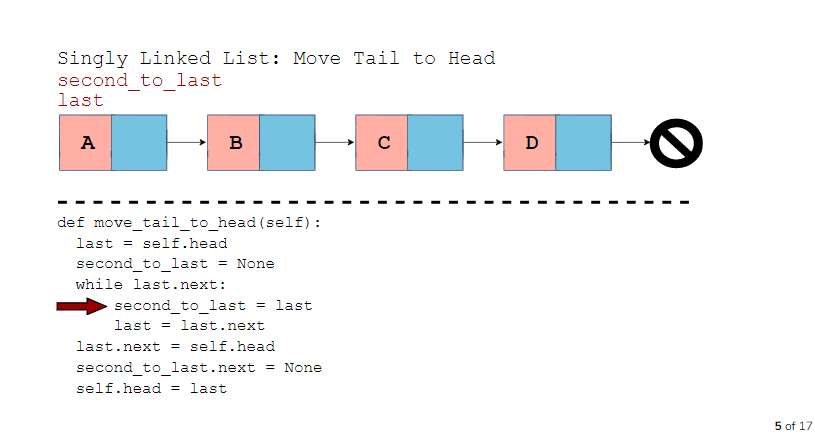 Singly Linked List: Move Tail to Head
second_to_last
last
A B C D
def move_tail_to_head(self):
  last = self.head
  second_to_last = None
  while last.next:
      second_to_last = last
      last = last.next
  last.next = self.head
  second_to_last.next = None
  self.head = last
5 of 17